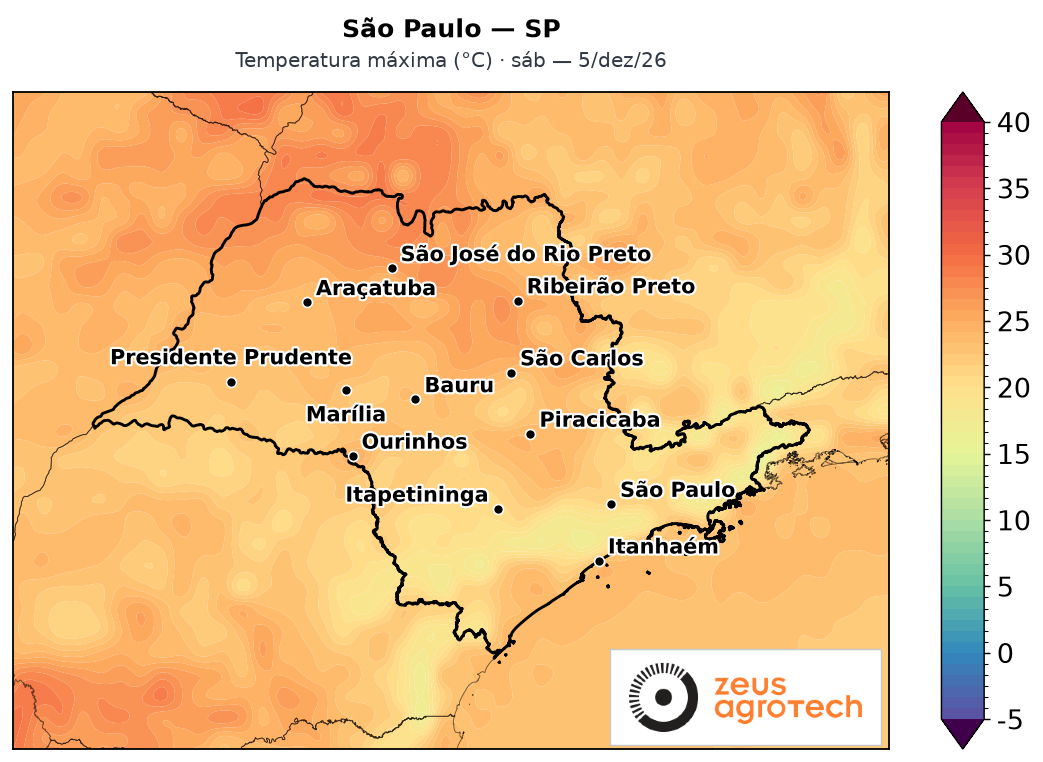 São Paulo — SP
Temperatura máxima (°C) · sáb — 5/dez/26
São José do Rio Preto
Araçatuba
Ribeirão Preto
Presidente Prudente
São Carlos
Bauru
Marília
Piracicaba
Ourinhos
Itapetininga
São Paulo
Itanhaém
zeus
agrotech
40
35
30
25
20
15
10
5
0
-5